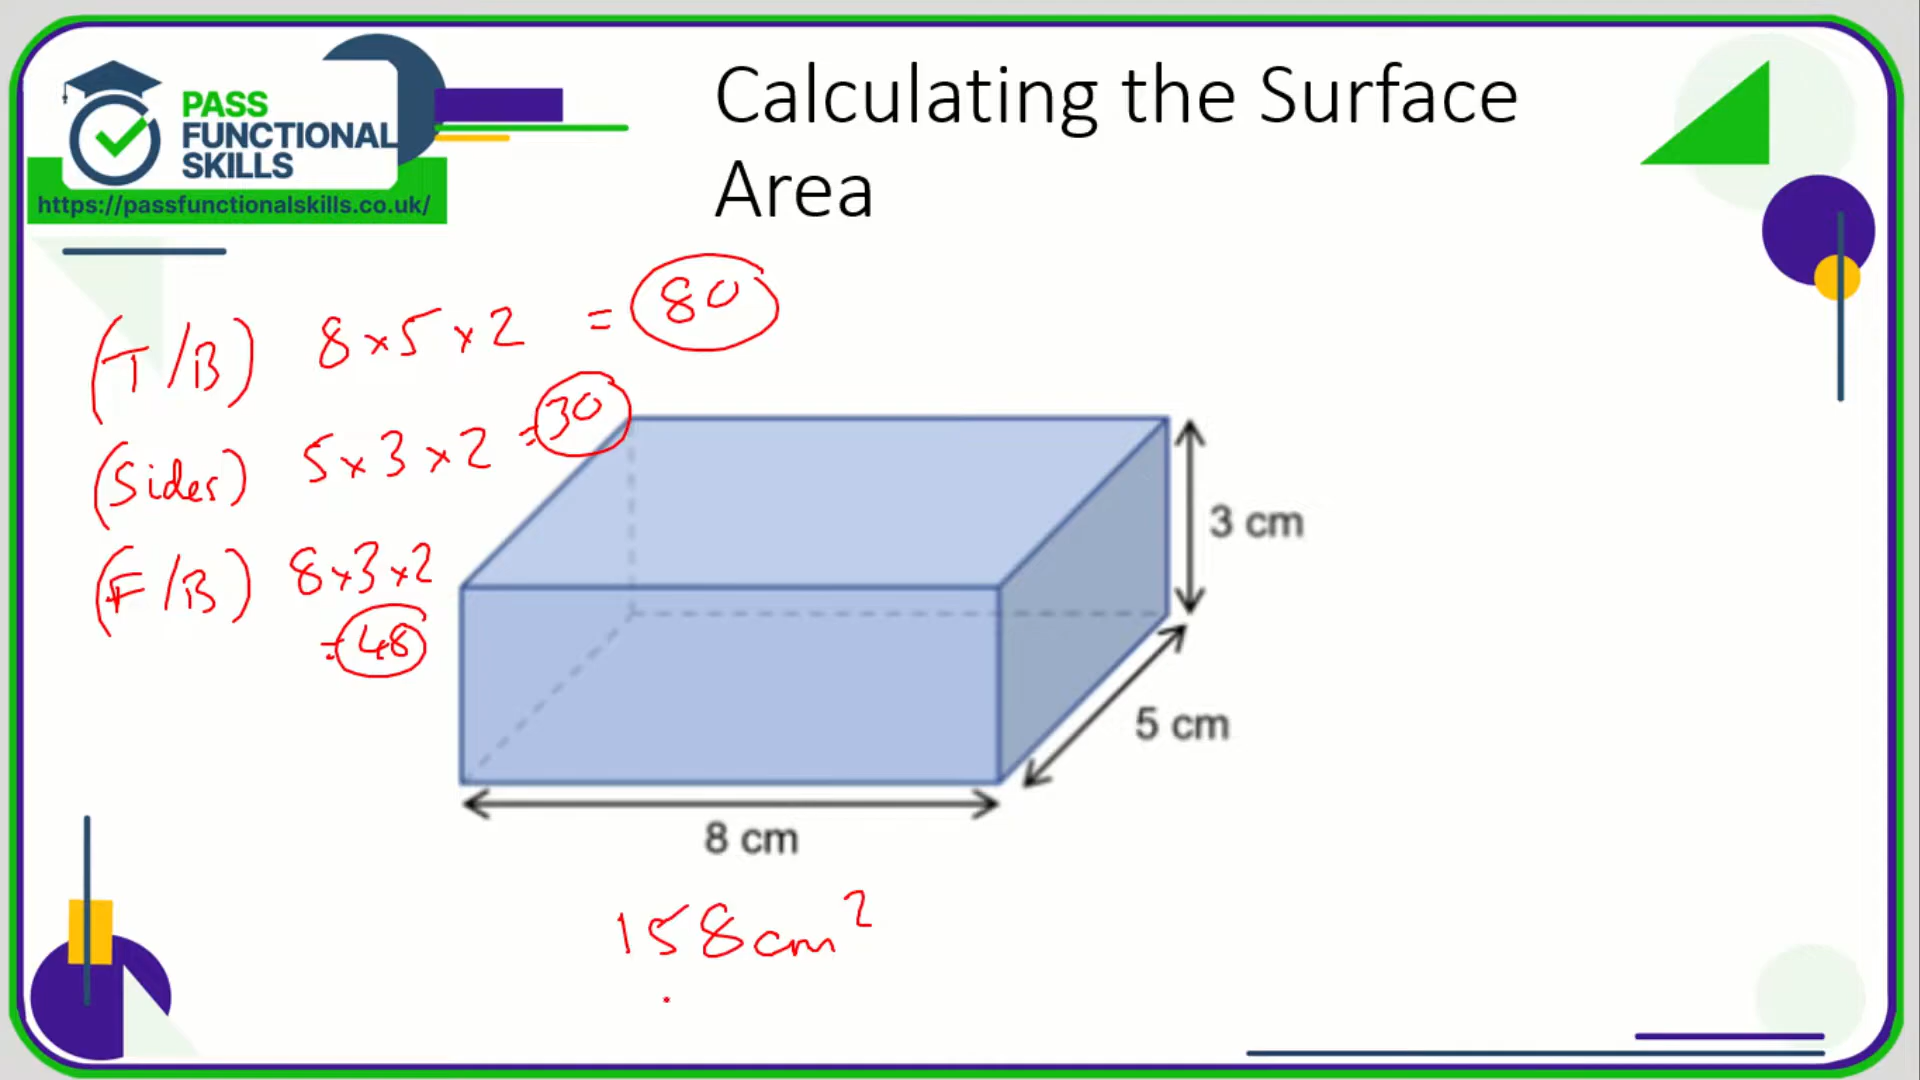 PASS
FUNCTIONAL
SKILLS
https://passfunctionalskills.co.uk/
Calculating the Surface
Area
(T/B) 8×5×2 = 80
(Sides) 5×3×2 = 30
(F/B) 8×3×2
= 48
3 cm
5 cm
8 cm
158cm²